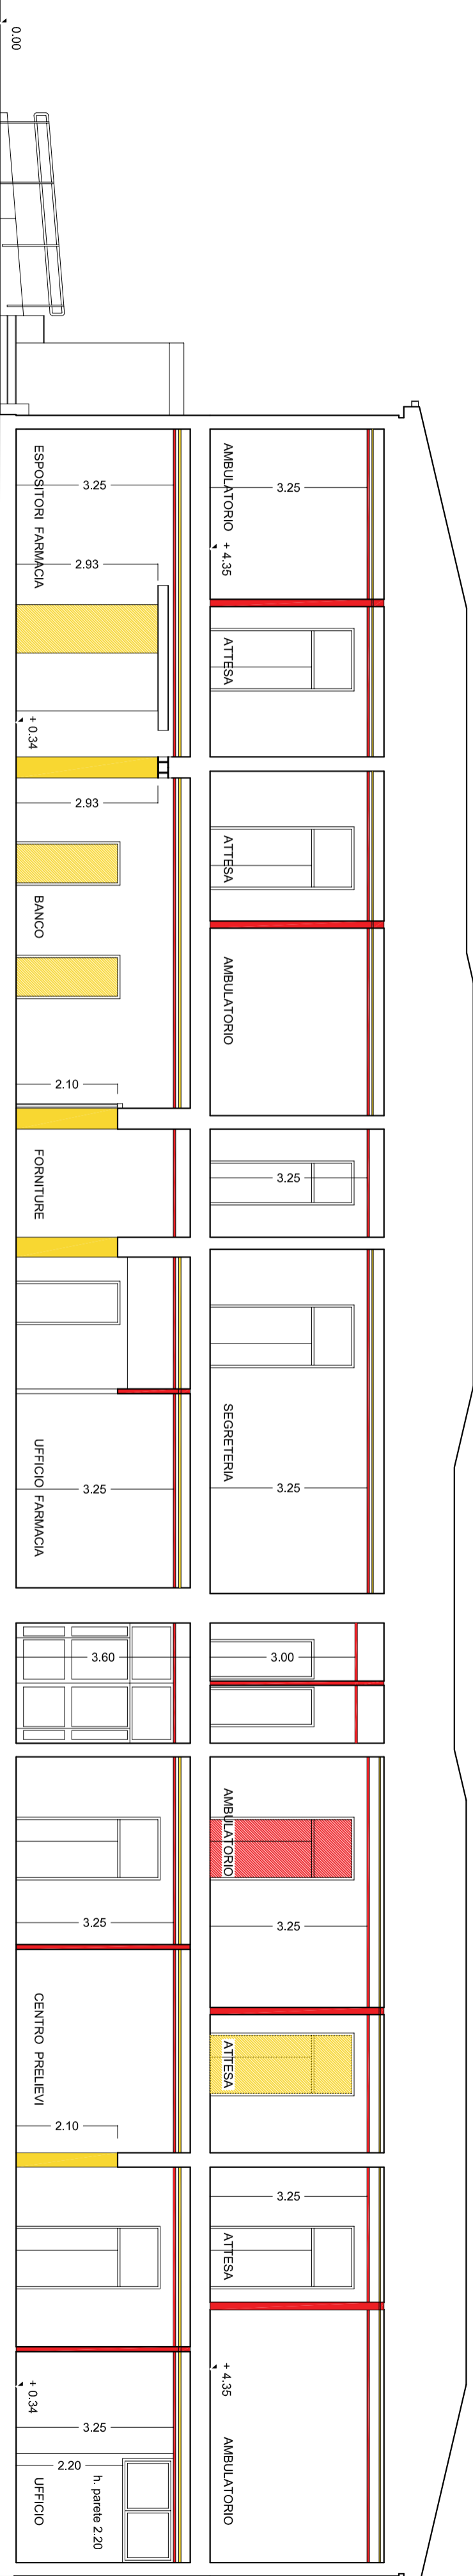 0.00
AMBULATORIO
3.25
+ 4.35
ATTESA
ATTESA
AMBULATORIO
3.25
SEGRETERIA
3.25
3.00
AMBULATORIO
3.25
ATTESA
3.25
ATTESA
+ 4.35
AMBULATORIO
ESPOSITORI FARMACIA
3.25
2.93
+ 0.34
2.93
BANCO
2.10
FORNITURE
UFFICIO FARMACIA
3.25
3.60
3.25
CENTRO PRELIEVI
2.10
+ 0.34
3.25
2.20
h. parete 2.20
UFFICIO